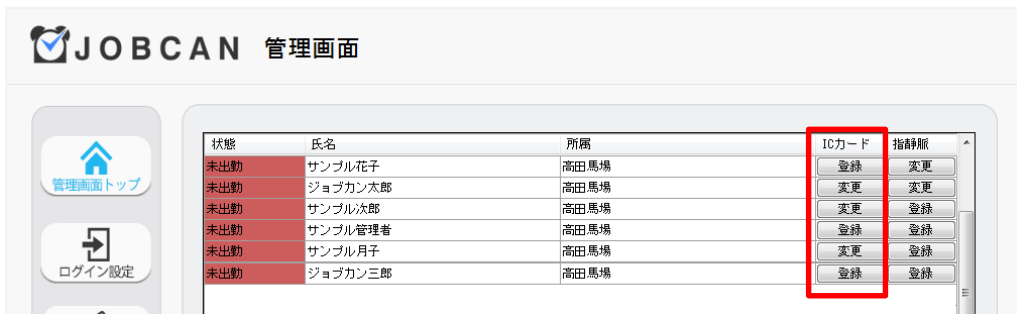 JOBCAN 管理画面
管理画面トップ
ログイン設定
状態 氏名 所属 ICカード 指静脈
未出勤 サンプル花子 高田馬場 登録 変更
未出勤 ジョブカン太郎 高田馬場 変更 変更
未出勤 サンプル次郎 高田馬場 変更 登録
未出勤 サンプル管理者 高田馬場 登録 登録
未出勤 サンプル月子 高田馬場 変更 登録
未出勤 ジョブカン三郎 高田馬場 登録 登録